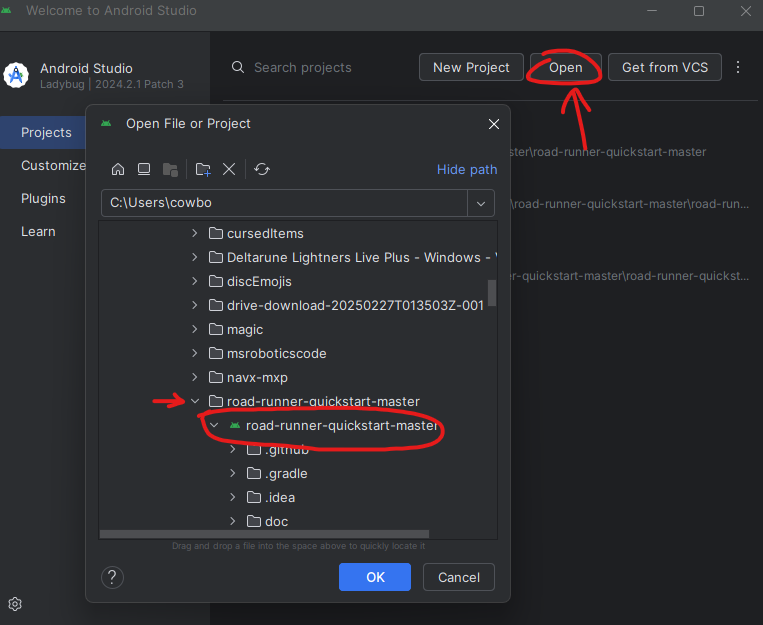 Welcome to Android Studio
Android Studio
Ladybug | 2024.2.1 Patch 3
Search projects
New Project
Open
Get from VCS
Projects
Customize
Plugins
Learn
ster\road-runner-quickstart-master
\road-runner-quickstart-master\road-run...
er-quickstart-master\road-runner-quickst...
Open File or Project
Hide path
C:\Users\cowbo
cursedItems
Deltarune Lightners Live Plus - Windows -
discEmojis
drive-download-20250227T013503Z-001
magic
msroboticscode
navx-mxp
road-runner-quickstart-master
road-runner-quickstart-master
.github
.gradle
.idea
doc
Drag and drop a file into the space above to quickly locate it
?
OK
Cancel